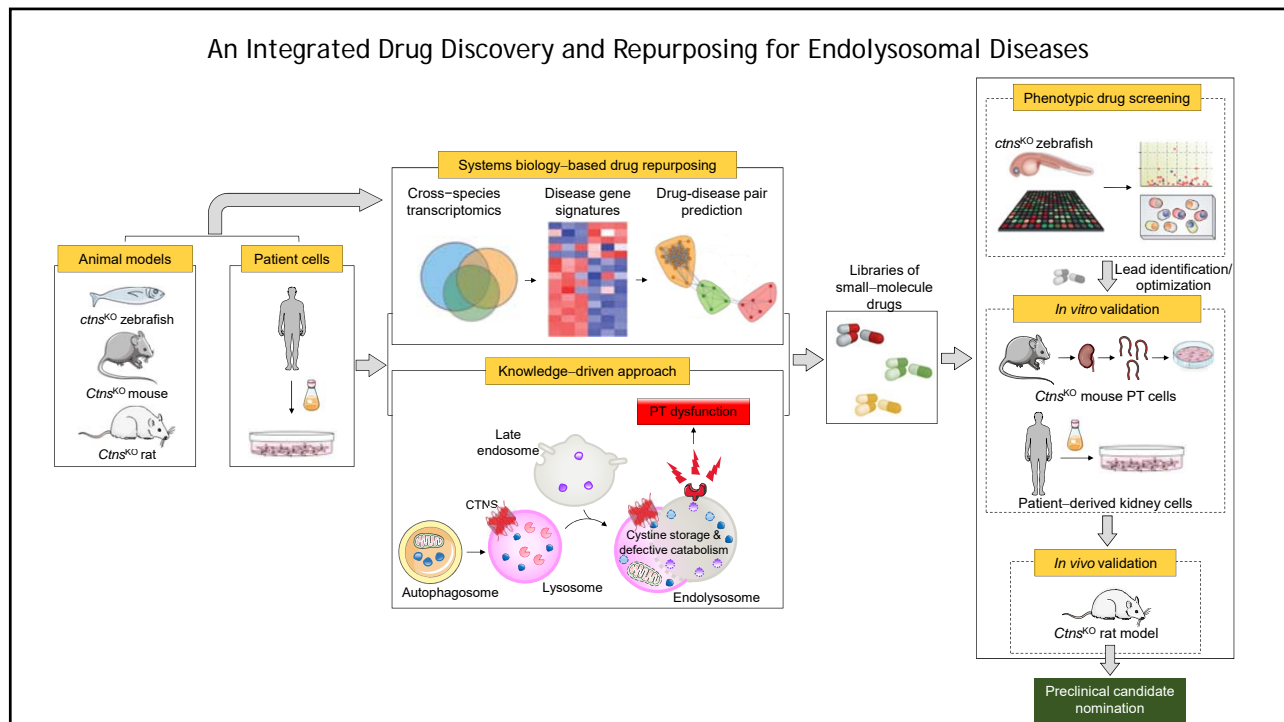 An Integrated Drug Discovery and Repurposing for Endolysosomal Diseases
Animal models
ctnsKO zebrafish
CtnsKO mouse
CtnsKO rat
Patient cells
Systems biology–based drug repurposing
Cross−species
transcriptomics
Disease gene
signatures
Drug-disease pair
prediction
Knowledge–driven approach
PT dysfunction
Late
endosome
CTNS
Cystine storage &
defective catabolism
Autophagosome
Lysosome
Endolysosome
Libraries of
small–molecule
drugs
Phenotypic drug screening
ctnsKO zebrafish
Lead identification/
optimization
In vitro validation
CtnsKO mouse PT cells
Patient–derived kidney cells
In vivo validation
CtnsKO rat model
Preclinical candidate
nomination